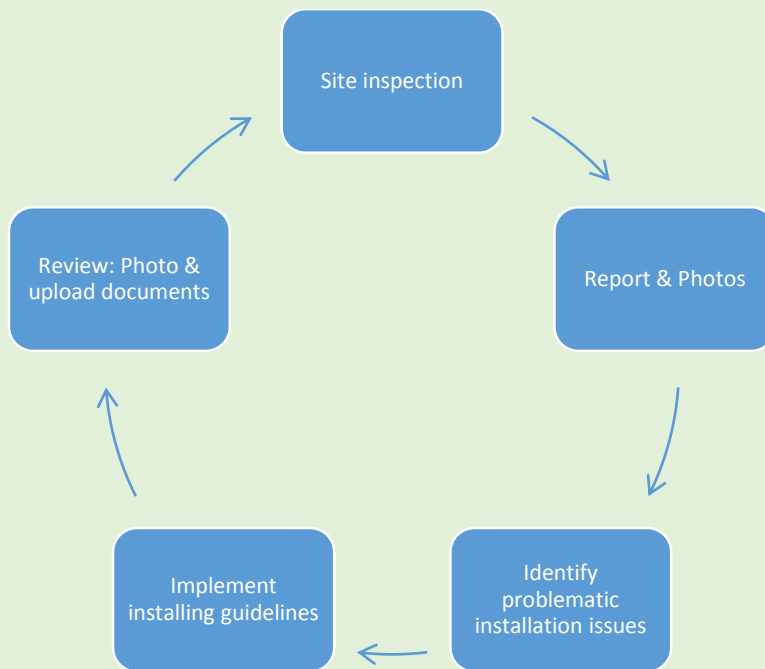 Site inspection
Report & Photos
Identify
problematic
installation issues
Implement
installing guidelines
Review: Photo &
upload documents